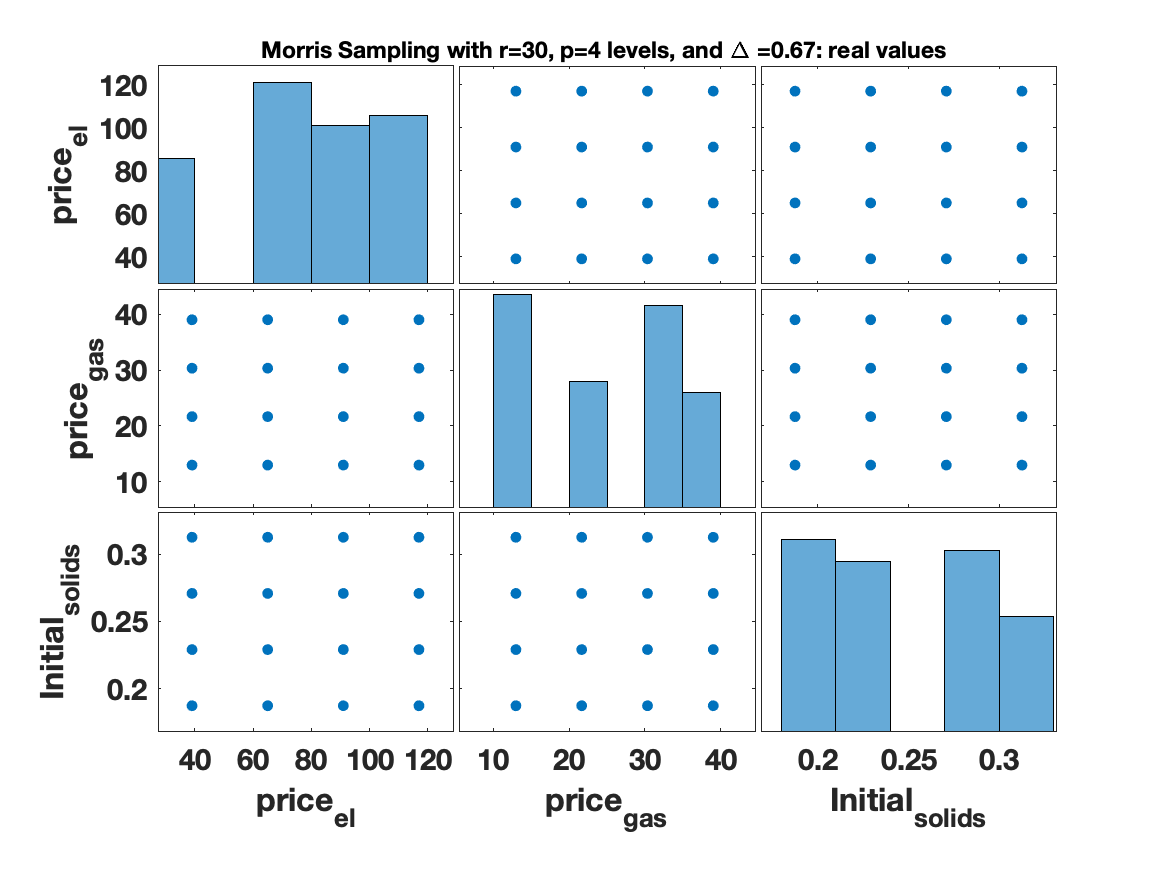 Morris Sampling with r=30, p=4 levels, and △ =0.67: real values
120
100
80
60
40
price_el
40
30
20
10
price_gas
0.3
0.25
0.2
Initial_solids
40 60 80 100 120
10 20 30 40
0.2 0.25 0.3
price_el
price_gas
Initial_solids